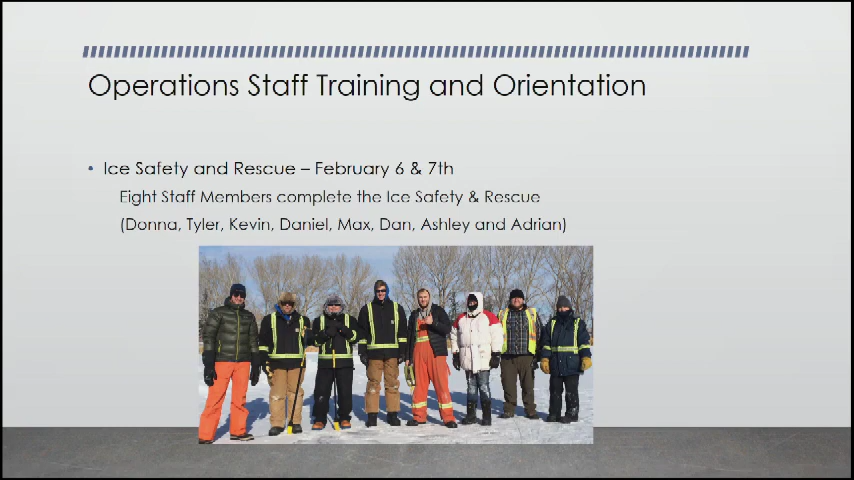 Operations Staff Training and Orientation
• Ice Safety and Rescue – February 6 & 7th
Eight Staff Members complete the Ice Safety & Rescue
(Donna, Tyler, Kevin, Daniel, Max, Dan, Ashley and Adrian)